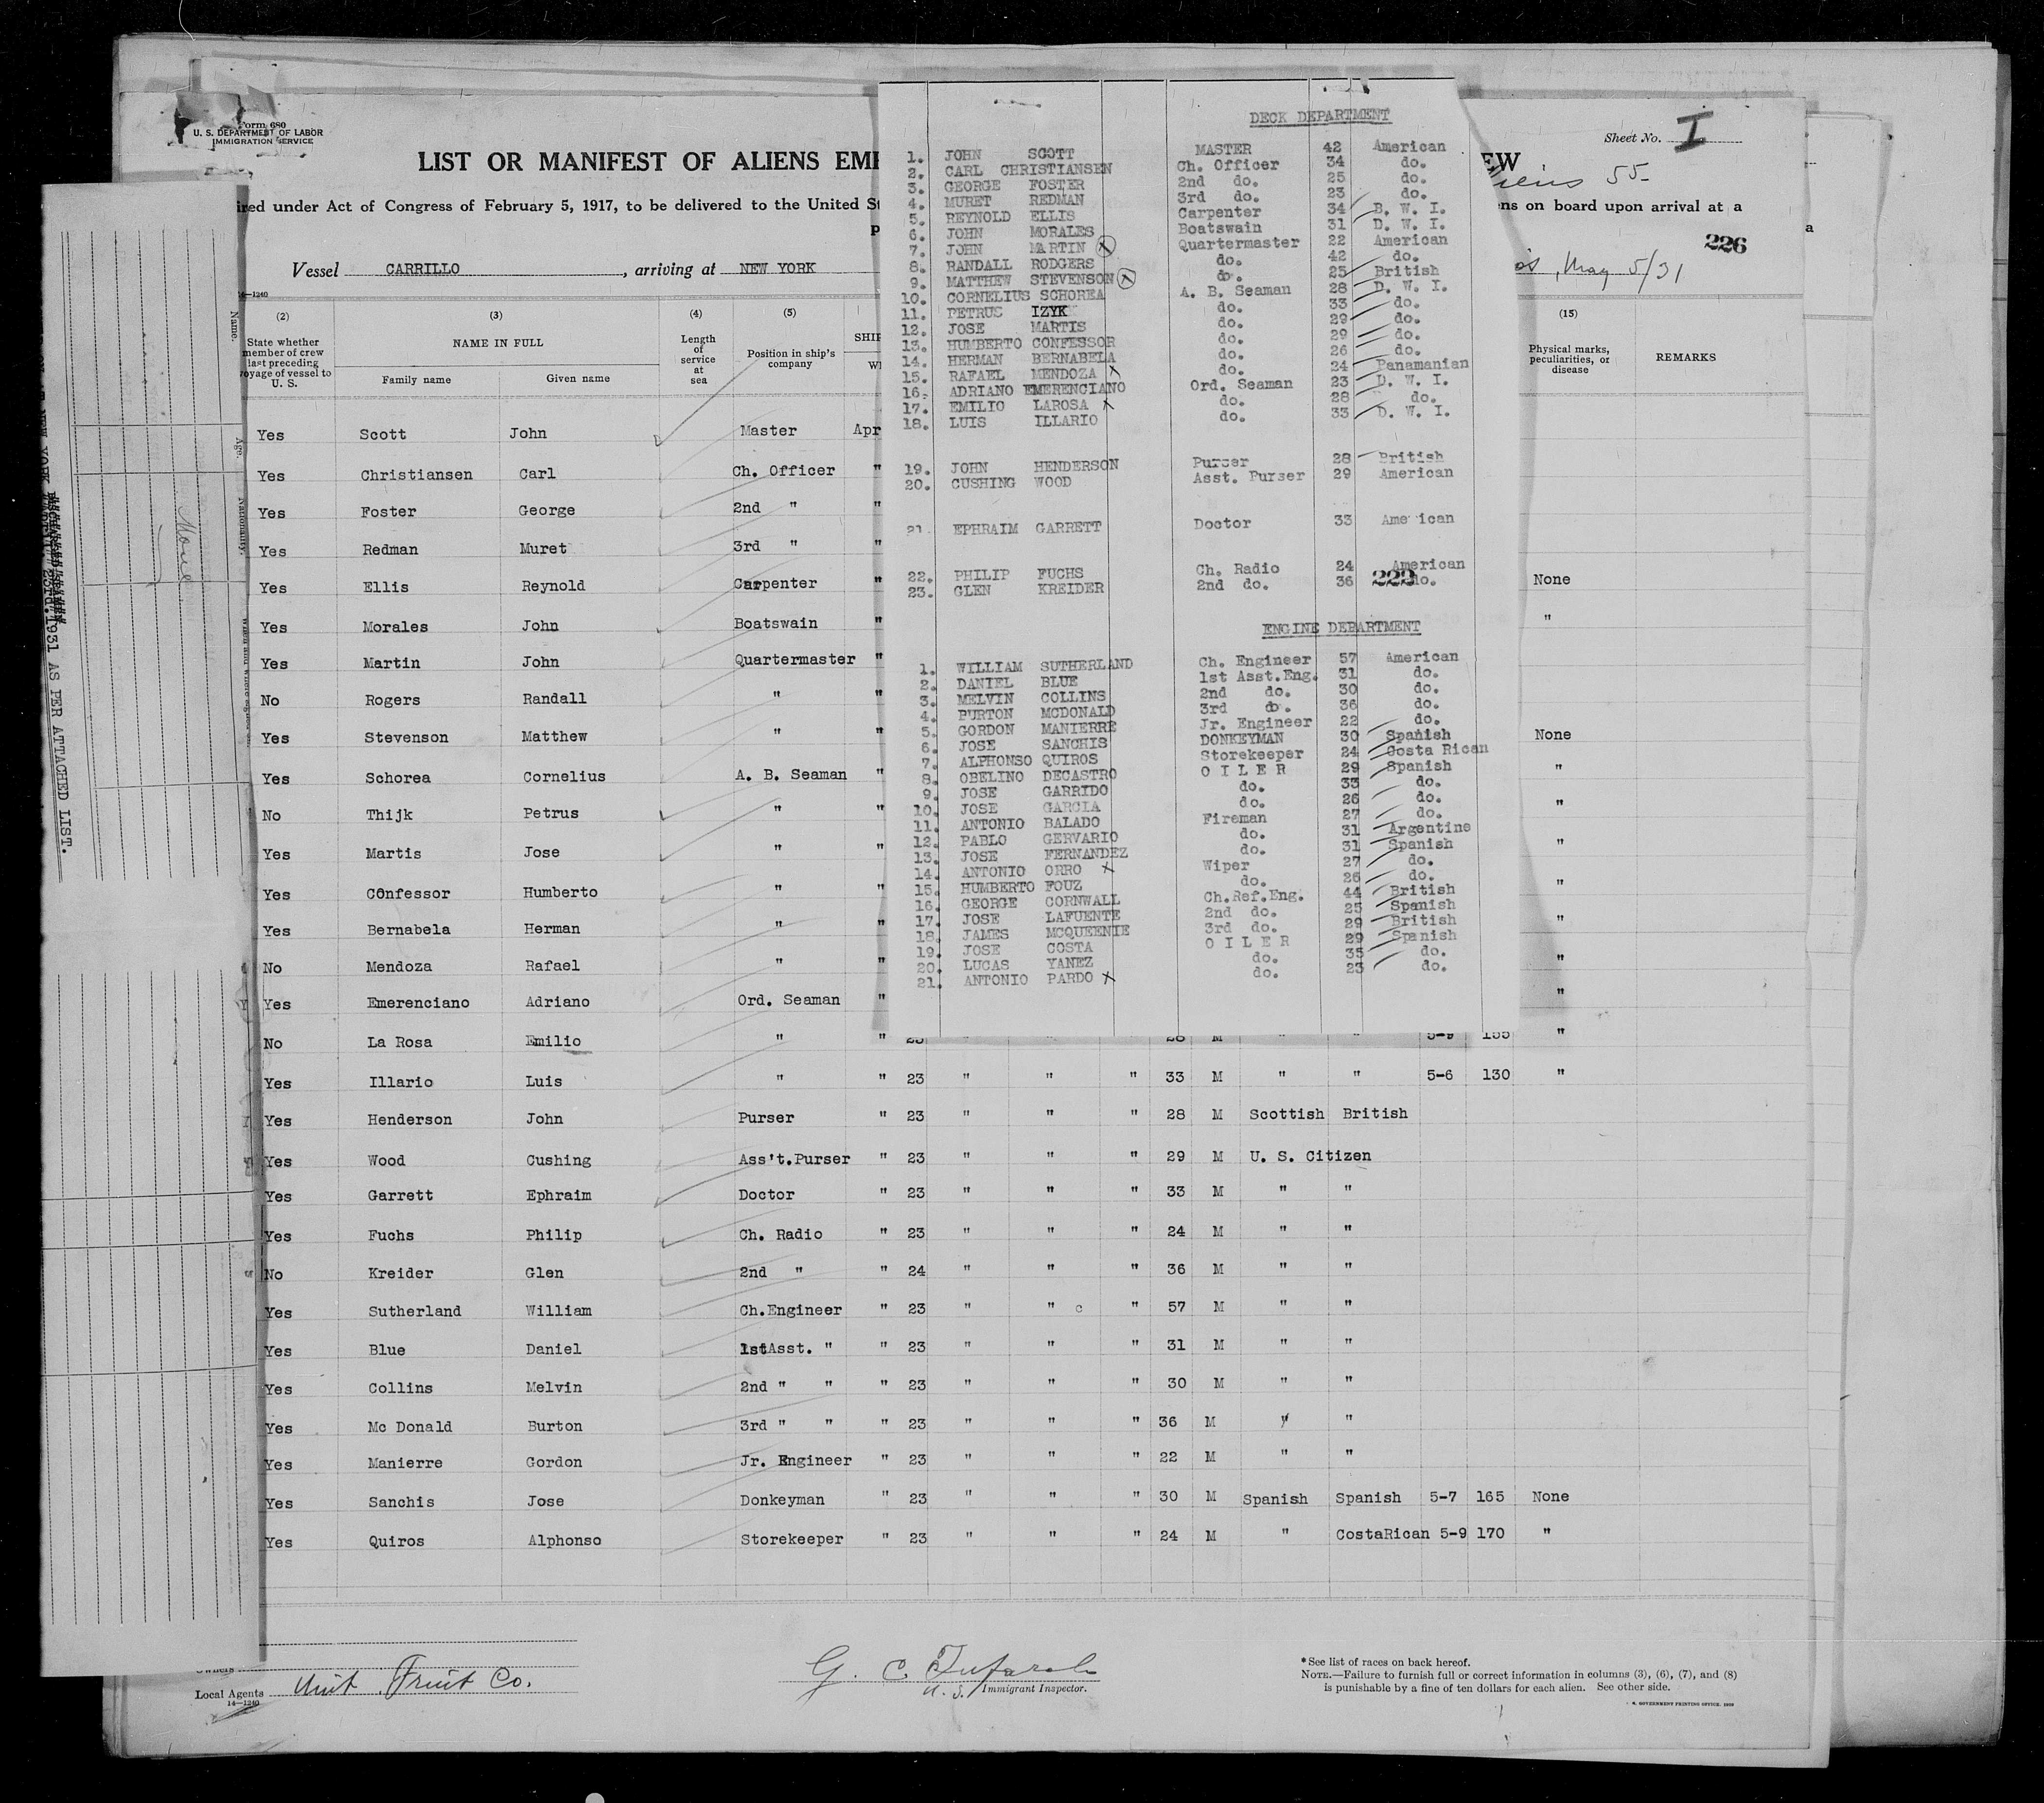 Form 680
U. S. DEPARTMENT OF LABOR
IMMIGRATION SERVICE
LIST OR MANIFEST OF ALIENS EM
EW
Sheet No. I
55
ired under Act of Congress of February 5, 1917, to be delivered to the United St
ns on board upon arrival at a
226
Vessel CARRILLO , arriving at NEW YORK
, May 5/31
14—1240
(2) (3) (4) (5) (15)
State whether member of crew last preceding voyage of vessel to U. S.
NAME IN FULL
Family name Given name
Length of service at sea
Position in ship's company
SHIP
Physical marks, peculiarities, or disease
REMARKS
Yes Scott John Master Apr
Yes Christiansen Carl Ch. Officer "
Yes Foster George 2nd " "
Yes Redman Muret 3rd " "
Yes Ellis Reynold Carpenter " None
Yes Morales John Boatswain " "
Yes Martin John Quartermaster "
No Rogers Randall " "
Yes Stevenson Matthew " " None
Yes Schorea Cornelius A. B. Seaman " "
No Thijk Petrus " " "
Yes Martis Jose " " "
Yes Confessor Humberto " " "
Yes Bernabela Herman " " "
No Mendoza Rafael " " "
Yes Emerenciano Adriano Ord. Seaman " "
No La Rosa Emilio " " 23 " " " 28 M " " 5-9 155 "
Yes Illario Luis " " 23 " " " 33 M " " 5-6 130 "
Yes Henderson John Purser " 23 " " " 28 M Scottish British
Yes Wood Cushing Ass't.Purser " 23 " " " 29 M U. S. Citizen
Yes Garrett Ephraim Doctor " 23 " " " 33 M " "
Yes Fuchs Philip Ch. Radio " 23 " " " 24 M " "
No Kreider Glen 2nd " " 24 " " " 36 M " "
Yes Sutherland William Ch.Engineer " 23 " " c " 57 M " "
Yes Blue Daniel 1stAsst. " " 23 " " " 31 M " "
Yes Collins Melvin 2nd " " " 23 " " " 30 M " "
Yes Mc Donald Burton 3rd " " " 23 " " " 36 M " "
Yes Manierre Gordon Jr. Engineer " 23 " " " 22 M " "
Yes Sanchis Jose Donkeyman " 23 " " " 30 M Spanish Spanish 5-7 165 None
Yes Quiros Alphonso Storekeeper " 23 " " " 24 M " CostaRican 5-9 170 "
DECK DEPARTMENT
1. JOHN SCOTT MASTER 42 American
2. CARL CHRISTIANSEN Ch. Officer 34 do.
3. GEORGE FOSTER 2nd do. 25 do.
4. MURET REDMAN 3rd do. 23 do.
5. REYNOLD ELLIS Carpenter 34 B. W. I.
6. JOHN MORALES Boatswain 31 D. W. I.
7. JOHN MARTIN X Quartermaster 22 American
8. RANDALL RODGERS do. 42 do.
9. MATTHEW STEVENSON X do. 25 British
10. CORNELIUS SCHOREA A. B. Seaman 28 D. W. I.
11. PETRUS IZYK do. 33 do.
12. JOSE MARTIS do. 29 do.
13. HUMBERTO CONFESSOR do. 29 do.
14. HERMAN BERNABELA do. 26 do.
15. RAFAEL MENDOZA X do. 24 Panamanian
16. ADRIANO EMERENCIANO Ord. Seaman 23 D. W. I.
17. EMILIO LAROSA X do. 28 do.
18. LUIS ILLARIO do. 33 D. W. I.
19. JOHN HENDERSON Purser 28 British
20. CUSHING WOOD Asst. Purser 29 American
21. EPHRAIM GARRETT Doctor 33 American
22. PHILIP FUCHS Ch. Radio 24 American
23. GLEN KREIDER 2nd do. 36 do.
222
ENGINE DEPARTMENT
1. WILLIAM SUTHERLAND Ch. Engineer 57 American
2. DANIEL BLUE 1st Asst.Eng. 31 do.
3. MELVIN COLLINS 2nd do. 30 do.
4. PURTON MCDONALD 3rd do. 36 do.
5. GORDON MANIERRE Jr. Engineer 22 do.
6. JOSE SANCHIS DONKEYMAN 30 Spanish
7. ALPHONSO QUIROS Storekeeper 24 Costa Rican
8. OBELINO DECASTRO O I L E R 29 Spanish
9. JOSE GARRIDO do. 33 do.
10. JOSE GARCIA do. 26 do.
11. ANTONIO BALADO Fireman 27 do.
12. PABLO GERVARIO do. 31 Argentine
13. JOSE FERNANDEZ do. 31 Spanish
14. ANTONIO ORRO X Wiper 27 do.
15. HUMBERTO FOUZ do. 26 do.
16. GEORGE CORNWALL Ch.Ref.Eng. 44 British
17. JOSE LAFUENTE 2nd do. 25 Spanish
18. JAMES MCQUEENIE 3rd do. 29 British
19. JOSE COSTA O I L E R 29 Spanish
20. LUCAS YANEZ do. 35 do.
21. ANTONIO PARDO X do. 23 do.
Name.
Age.
Nationality.
None
1931 AS PER ATTACHED LIST.
Owners
Local Agents Unit Fruit Co.
14—1240
G. C.
U. S. Immigrant Inspector.
* See list of races on back hereof.
NOTE.—Failure to furnish full or correct information in columns (3), (6), (7), and (8)
is punishable by a fine of ten dollars for each alien. See other side.